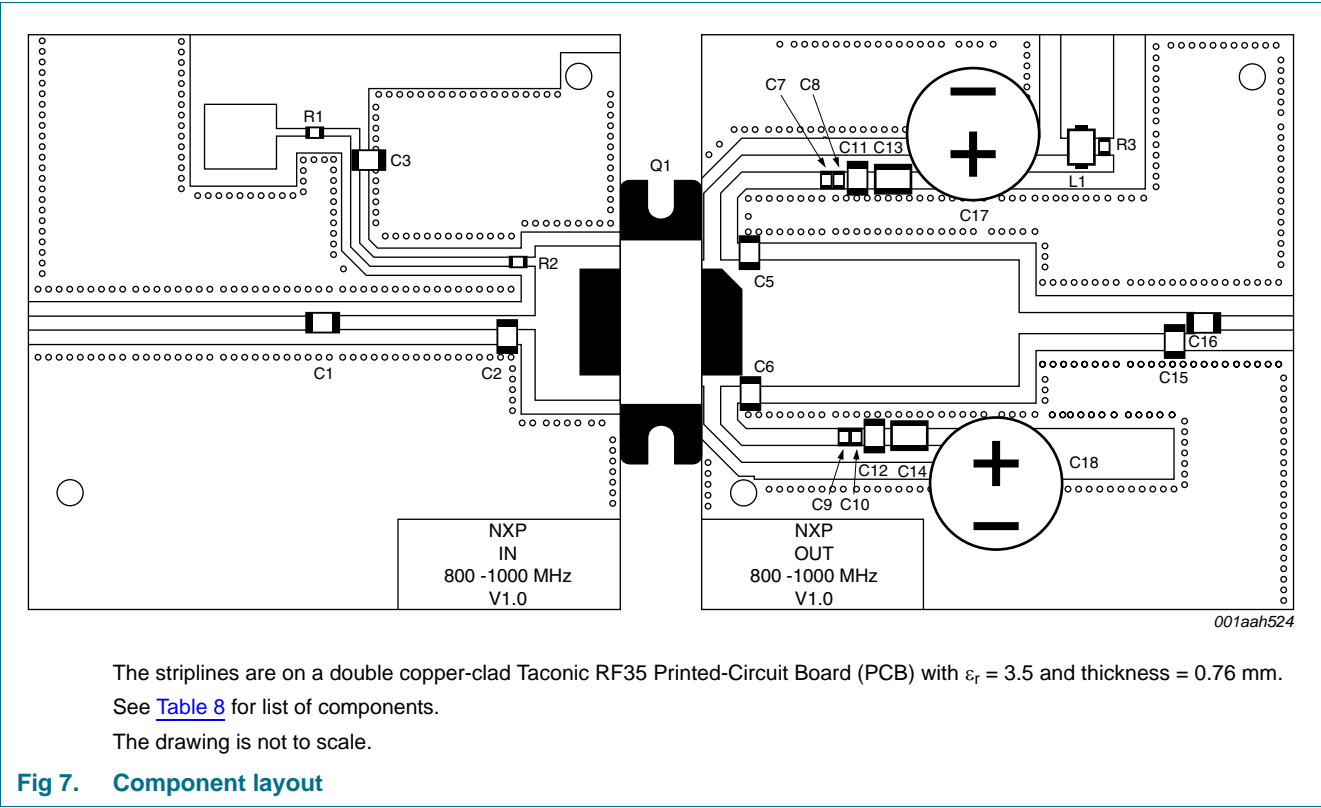 R1
C3
R2
C1
C2
Q1
C7 C8
C11 C13
R3
L1
C17
C5
C16
C15
C6
C12 C14
C18
C9 C10
NXP
IN
800 -1000 MHz
V1.0
NXP
OUT
800 -1000 MHz
V1.0
001aah524
The striplines are on a double copper-clad Taconic RF35 Printed-Circuit Board (PCB) with εr = 3.5 and thickness = 0.76 mm.
See Table 8 for list of components.
The drawing is not to scale.
Fig 7. Component layout